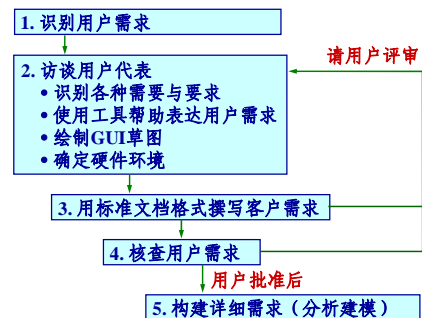 1. 识别用户需求
请用户评审
2. 访谈用户代表
• 识别各种需要与要求
• 使用工具帮助表达用户需求
• 绘制GUI草图
• 确定硬件环境
3. 用标准文档格式撰写客户需求
4. 核查用户需求
用户批准后
5. 构建详细需求（分析建模）